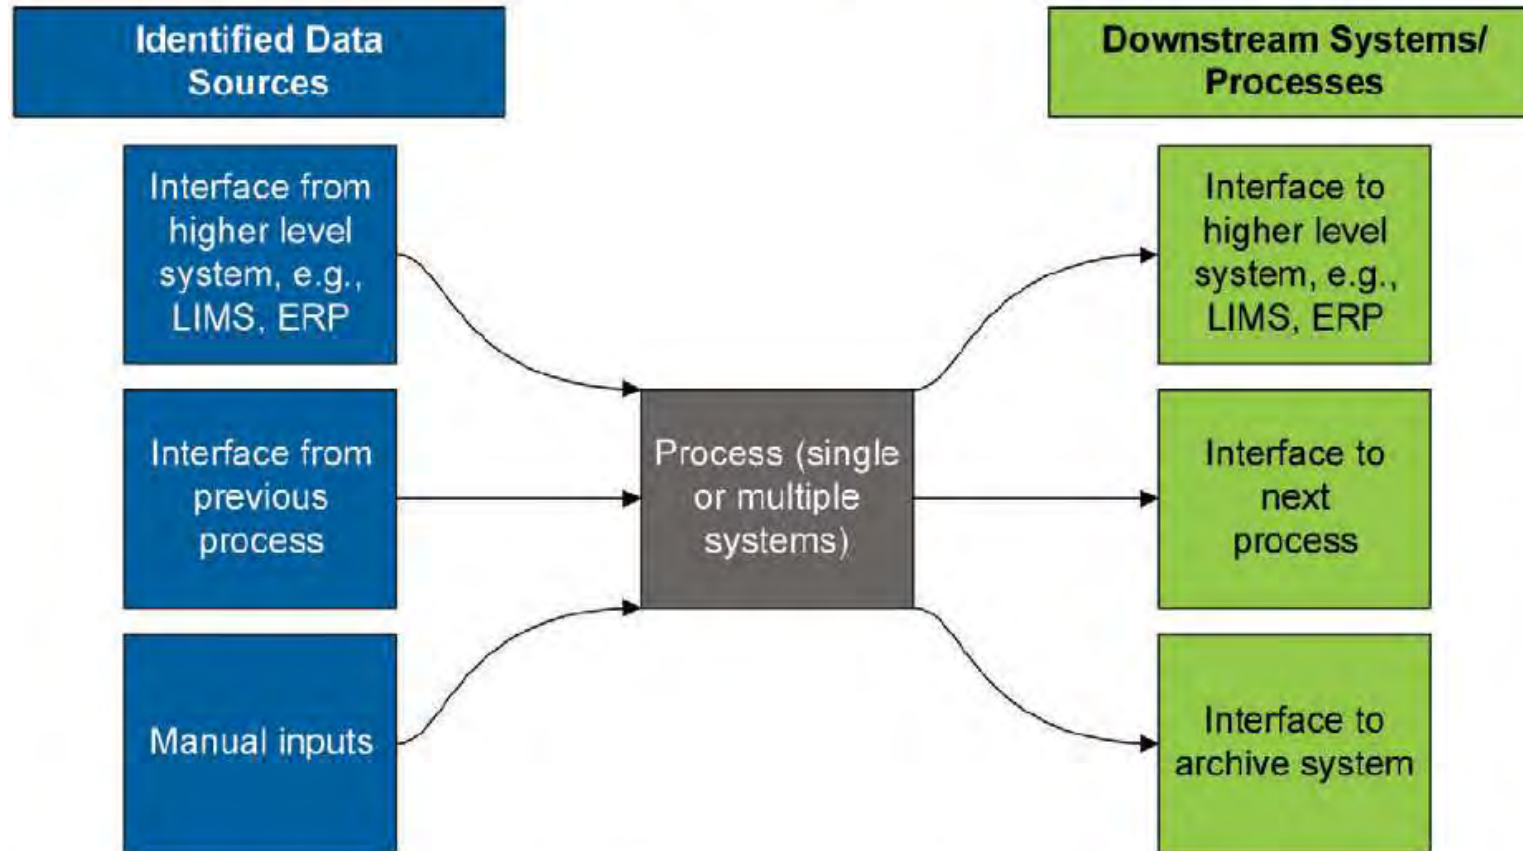 Identified Data
Sources
Downstream Systems/
Processes
Interface from
higher level
system, e.g.,
LIMS, ERP
Interface to
higher level
system, e.g.,
LIMS, ERP
Interface from
previous
process
Process (single
or multiple
systems)
Interface to
next
process
Manual inputs
Interface to
archive system